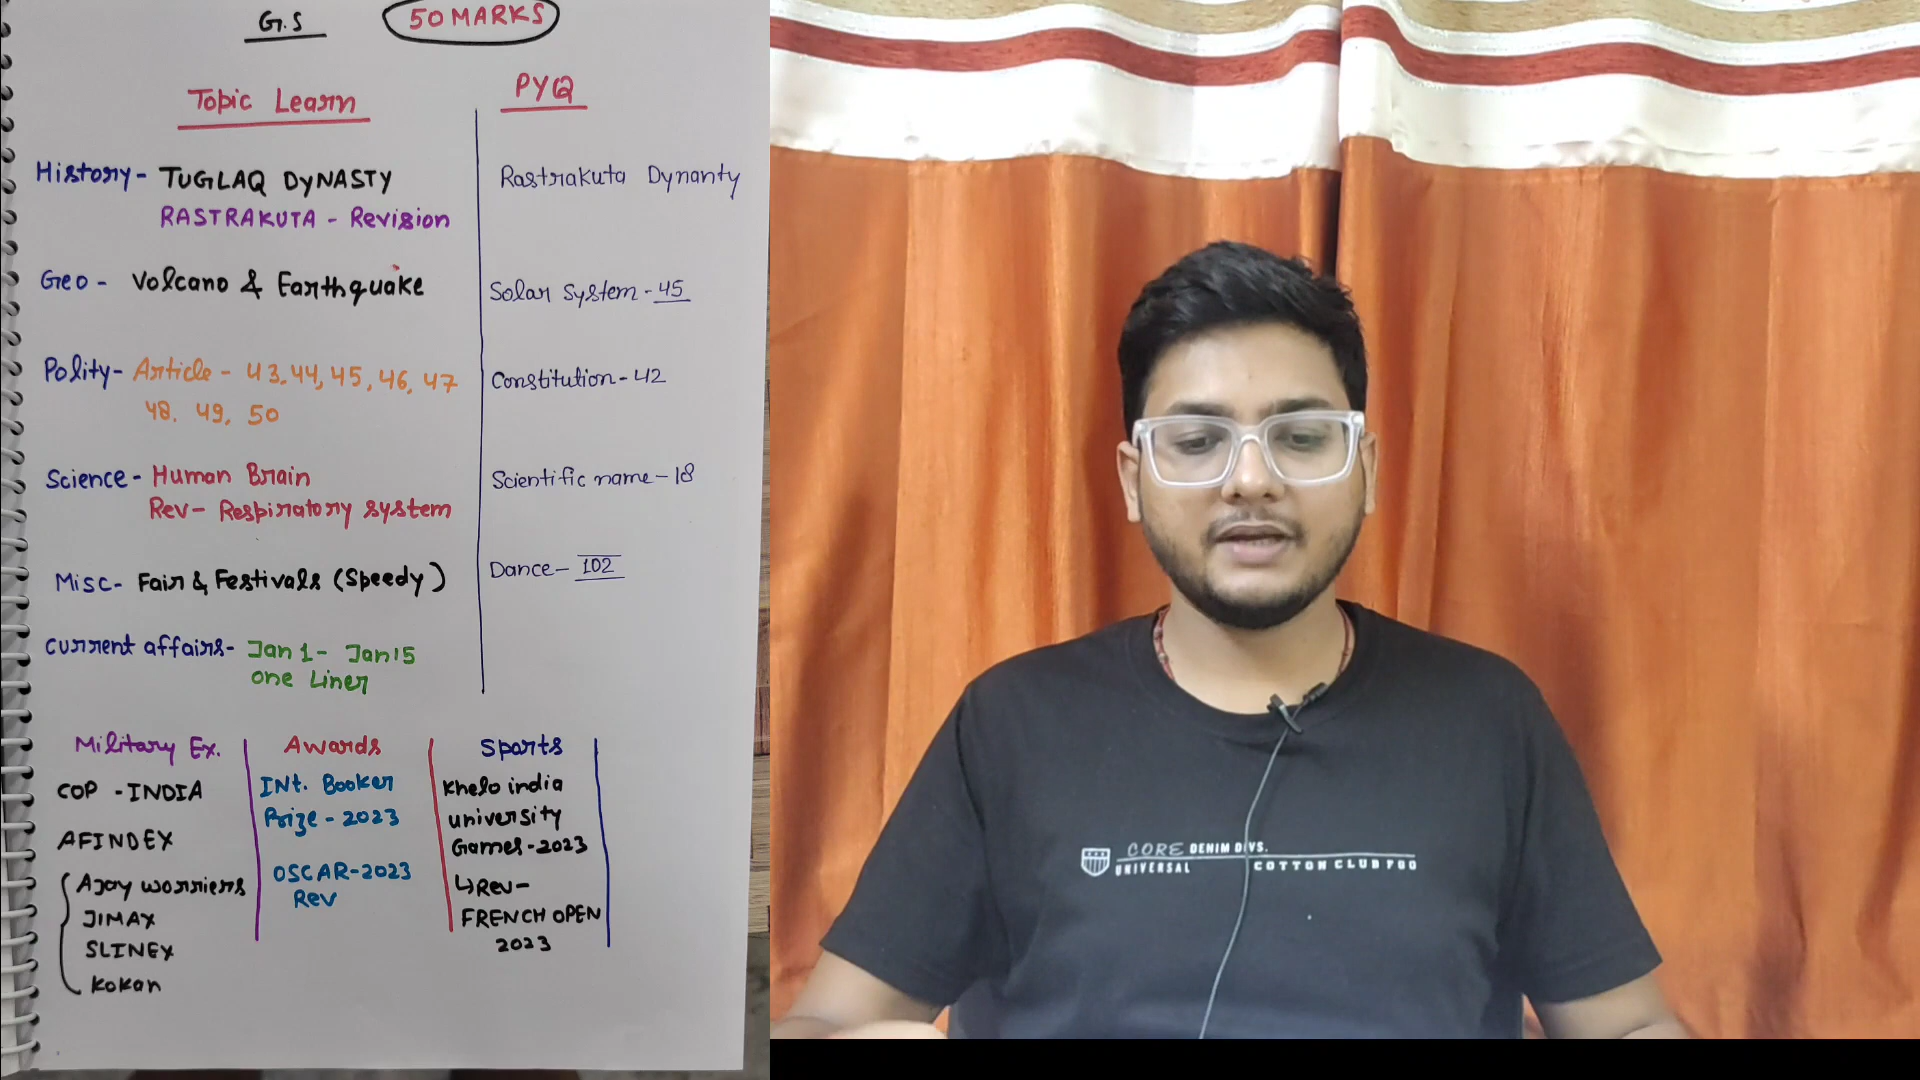 G.S
50 MARKS
Topic Learn
PYQ
History - TUGLAQ DYNASTY
RASTRAKUTA - Revision
Rastrakuta Dynanty
Geo - Volcano & Earthquake
Solar System - 45
Polity - Article - 43, 44, 45, 46, 47
48. 49, 50
Constitution - 42
Science - Human Brain
Rev - Respiratory system
Scientific name - 18
Misc - Fair & Festivals (Speedy)
Dance - 102
Current affairs - Jan 1 - Jan 15
one Liner
Military Ex.
COP - INDIA
AFINDEX
Ajay worriers
JIMAX
SLINEX
Kokan
Awards
INt. Booker
Prize - 2023
OSCAR-2023
Rev
Sports
Khelo india
university
Games - 2023
↳Rev -
FRENCH OPEN
2023
CORE DENIM DIVS.
UNIVERSAL COTTON CLUB